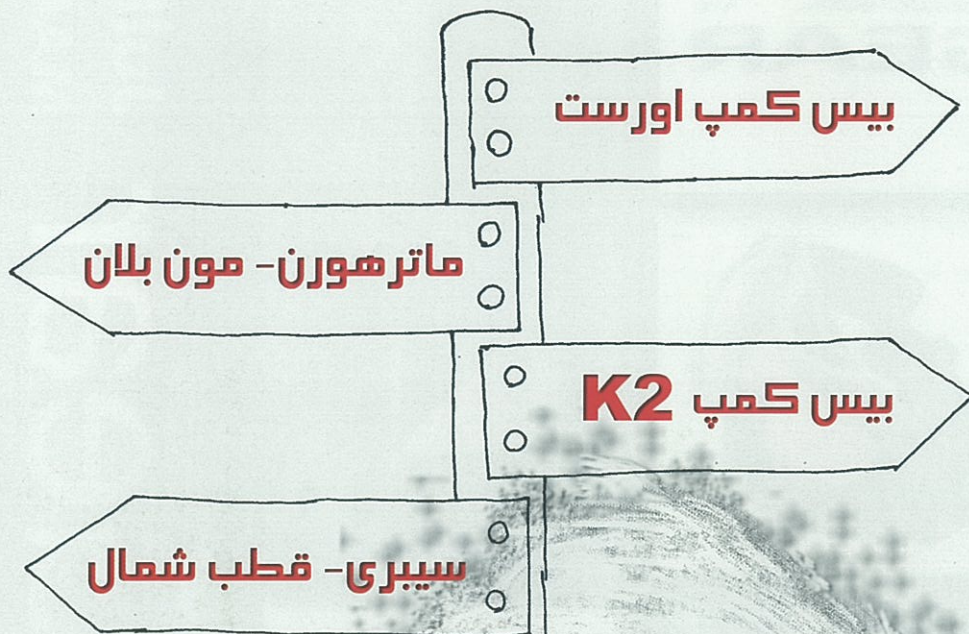 بیس کمپ اورست
ماترهورن- مون بلان
بیس کمپ K2
سیبری- قطب شمال